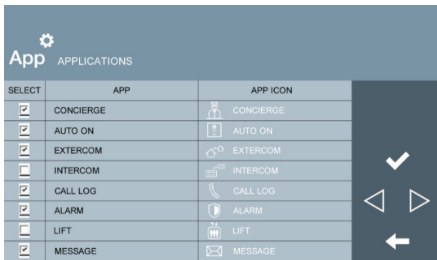 App APPLICATIONS
SELECT APP APP ICON
CONCIERGE CONCIERGE
AUTO ON AUTO ON
EXTERCOM EXTERCOM
INTERCOM INTERCOM
CALL LOG CALL LOG
ALARM ALARM
LIFT LIFT
MESSAGE MESSAGE